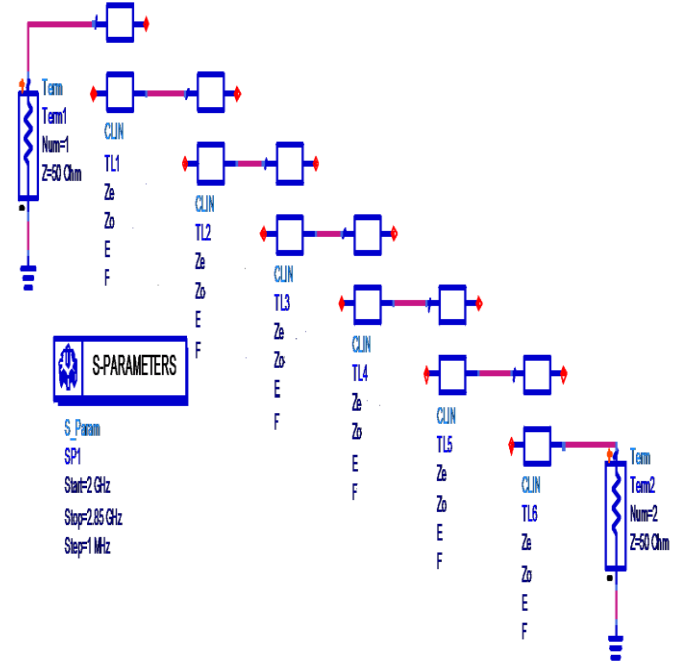 Term
Term1
Num=1
Z=50 Ohm
CLIN
TL1
Ze
Zo
E
F
CLIN
TL2
Ze
Zo
E
F
CLIN
TL3
Ze
Zo
E
F
CLIN
TL4
Ze
Zo
E
F
CLIN
TL5
Ze
Zo
E
F
CLIN
TL6
Ze
Zo
E
F
Term
Term2
Num=2
Z=50 Ohm
S-PARAMETERS
S_Param
SP1
Start=2 GHz
Stop=2.85 GHz
Step=1 MHz